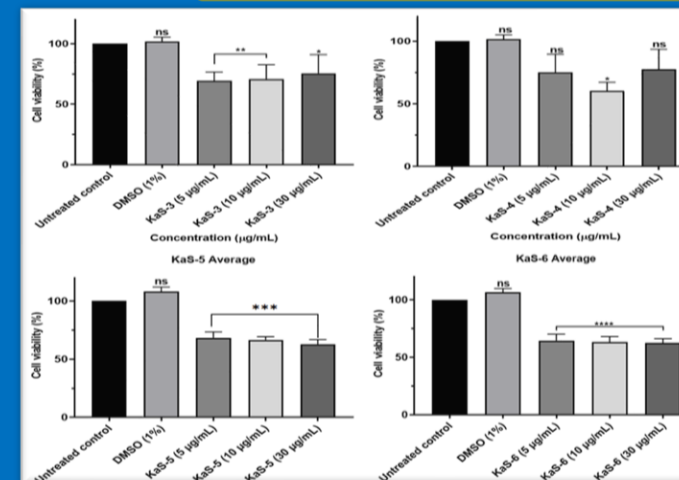 ns
**
*
100
50
0
Cell viability (%)
Untreated control
DMSO (1%)
KaS-3 (5 µg/mL)
KaS-3 (10 µg/mL)
KaS-3 (30 µg/mL)
Concentration (µg/mL)
ns
ns
*
ns
100
50
0
Cell viability (%)
Untreated control
DMSO (1%)
KaS-4 (5 µg/mL)
KaS-4 (10 µg/mL)
KaS-4 (30 µg/mL)
Concentration (µg/mL)
KaS-5 Average
ns
***
100
50
0
Cell viability (%)
Untreated control
DMSO (1%)
KaS-5 (5 µg/mL)
KaS-5 (10 µg/mL)
KaS-5 (30 µg/mL)
KaS-6 Average
ns
****
100
50
0
Cell viability (%)
Untreated control
DMSO (1%)
KaS-6 (5 µg/mL)
KaS-6 (10 µg/mL)
KaS-6 (30 µg/mL)